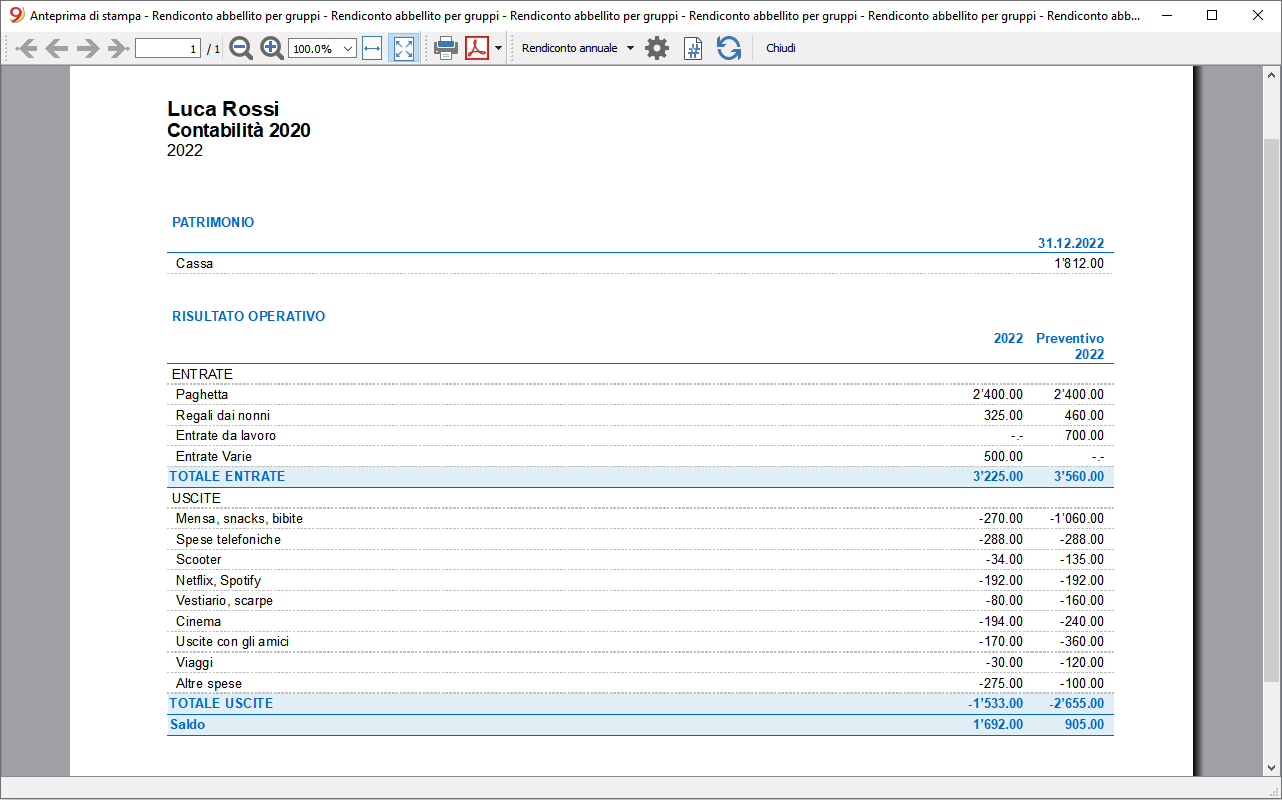 Anteprima di stampa - Rendiconto abbellito per gruppi - Rendiconto abbellito per gruppi - Rendiconto abbellito per gruppi - Rendiconto abbellito per gruppi - Rendiconto abbellito per gruppi - Rendiconto abb...
1 / 1 100.0% Rendiconto annuale Chiudi
Luca Rossi
Contabilità 2020
2022
PATRIMONIO
31.12.2022
Cassa 1'812.00
RISULTATO OPERATIVO
2022 Preventivo
2022
ENTRATE
Paghetta 2'400.00 2'400.00
Regali dai nonni 325.00 460.00
Entrate da lavoro -.- 700.00
Entrate Varie 500.00 -.-
TOTALE ENTRATE 3'225.00 3'560.00
USCITE
Mensa, snacks, bibite -270.00 -1'060.00
Spese telefoniche -288.00 -288.00
Scooter -34.00 -135.00
Netflix, Spotify -192.00 -192.00
Vestiario, scarpe -80.00 -160.00
Cinema -194.00 -240.00
Uscite con gli amici -170.00 -360.00
Viaggi -30.00 -120.00
Altre spese -275.00 -100.00
TOTALE USCITE -1'533.00 -2'655.00
Saldo 1'692.00 905.00